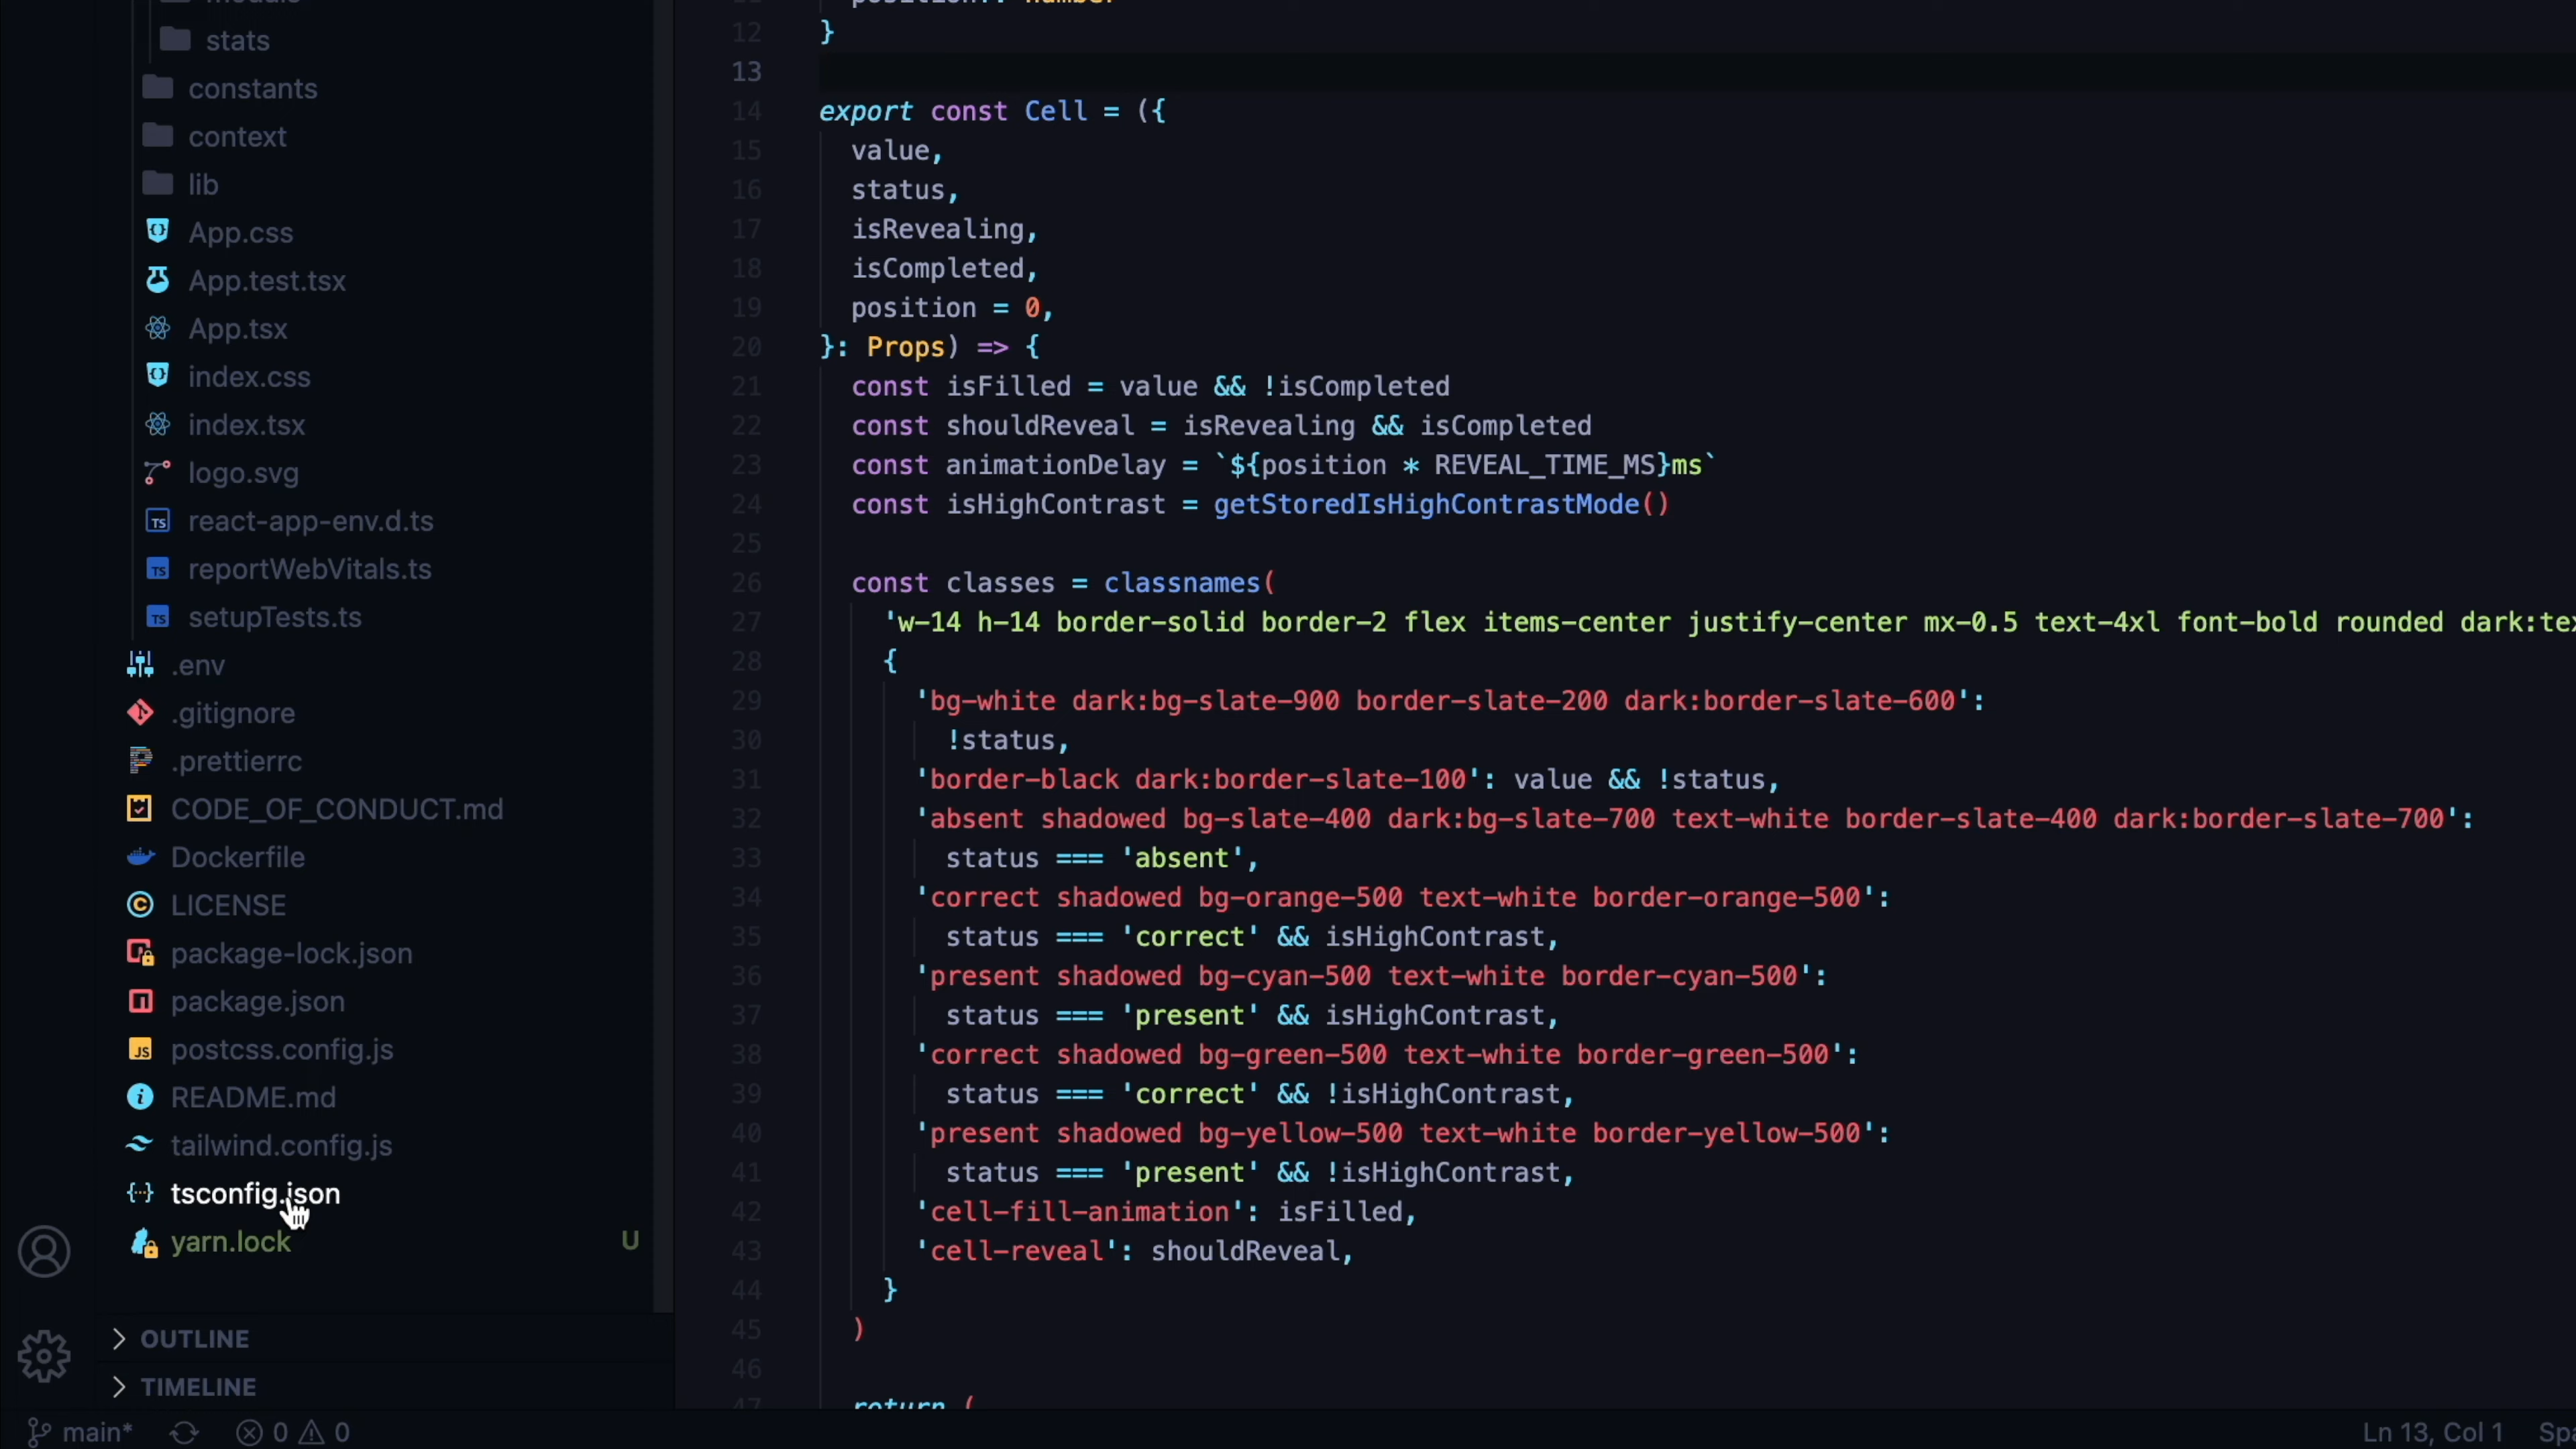 stats
constants
context
lib
App.css
App.test.tsx
App.tsx
index.css
index.tsx
logo.svg
react-app-env.d.ts
reportWebVitals.ts
setupTests.ts
.env
.gitignore
.prettierrc
CODE_OF_CONDUCT.md
Dockerfile
LICENSE
package-lock.json
package.json
postcss.config.js
README.md
tailwind.config.js
tsconfig.json
yarn.lock U
OUTLINE
TIMELINE
12 }
13
14 export const Cell = ({
15 value,
16 status,
17 isRevealing,
18 isCompleted,
19 position = 0,
20 }: Props) => {
21 const isFilled = value && !isCompleted
22 const shouldReveal = isRevealing && isCompleted
23 const animationDelay = `${position * REVEAL_TIME_MS}ms`
24 const isHighContrast = getStoredIsHighContrastMode()
25
26 const classes = classnames(
27 'w-14 h-14 border-solid border-2 flex items-center justify-center mx-0.5 text-4xl font-bold rounded dark:tex
28 {
29 'bg-white dark:bg-slate-900 border-slate-200 dark:border-slate-600':
30 !status,
31 'border-black dark:border-slate-100': value && !status,
32 'absent shadowed bg-slate-400 dark:bg-slate-700 text-white border-slate-400 dark:border-slate-700':
33 status === 'absent',
34 'correct shadowed bg-orange-500 text-white border-orange-500':
35 status === 'correct' && isHighContrast,
36 'present shadowed bg-cyan-500 text-white border-cyan-500':
37 status === 'present' && isHighContrast,
38 'correct shadowed bg-green-500 text-white border-green-500':
39 status === 'correct' && !isHighContrast,
40 'present shadowed bg-yellow-500 text-white border-yellow-500':
41 status === 'present' && !isHighContrast,
42 'cell-fill-animation': isFilled,
43 'cell-reveal': shouldReveal,
44 }
45 )
46
47 return (
main* 0 0
Ln 13, Col 1